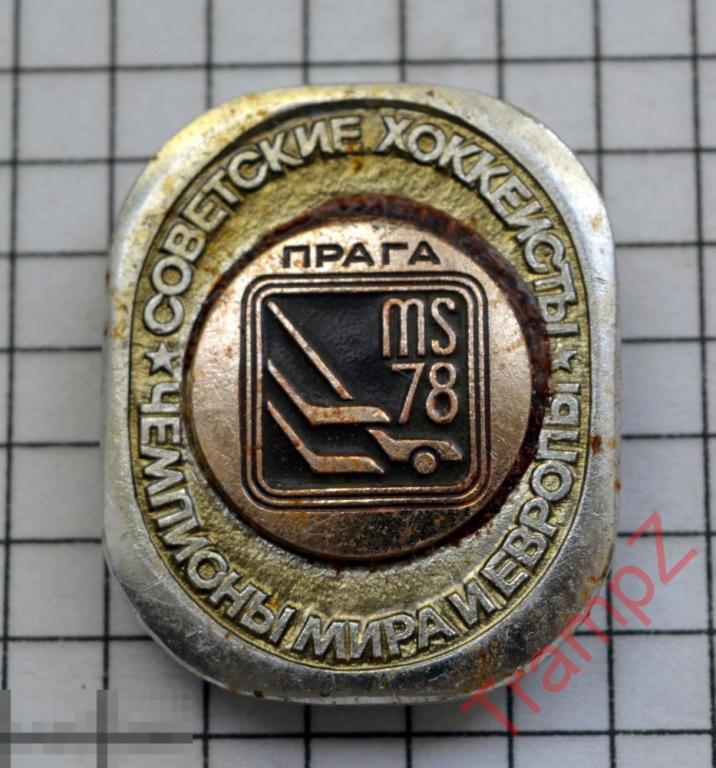 СОВЕТСКИЕ ХОККЕИСТЫ
★ ЧЕМПИОНЫ МИРА И ЕВРОПЫ ★
ПРАГА
ms
78
TrampZ